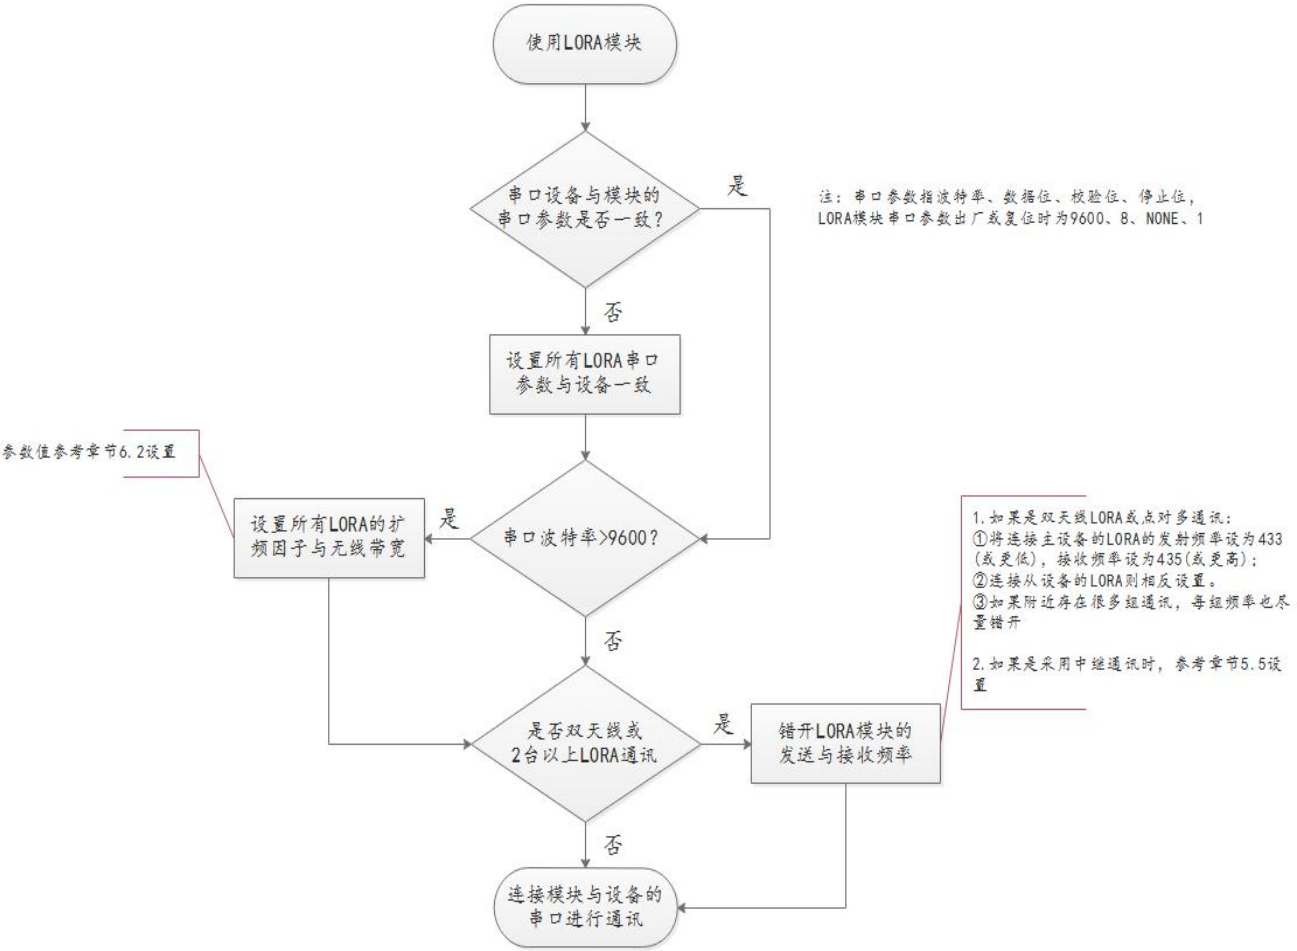 使用LORA模块
串口设备与模块的
串口参数是否一致?
是
注：串口参数指波特率、数据位、校验位、停止位，
LORA模块串口参数出厂或复位时为9600、8、NONE、1
否
设置所有LORA串口
参数与设备一致
参数值参考章节6.2设置
设置所有LORA的扩
频因子与无线带宽
是
串口波特率>9600?
1.如果是双天线LORA或点对多通讯：
①将连接主设备的LORA的发射频率设为433
(或更低)，接收频率设为435(或更高)；
②连接从设备的LORA则相反设置。
③如果附近存在很多组通讯，每组频率也尽
量错开
2.如果是采用中继通讯时，参考章节5.5设
置
否
是否双天线或
2台以上LORA通讯
是
错开LORA模块的
发送与接收频率
否
连接模块与设备的
串口进行通讯